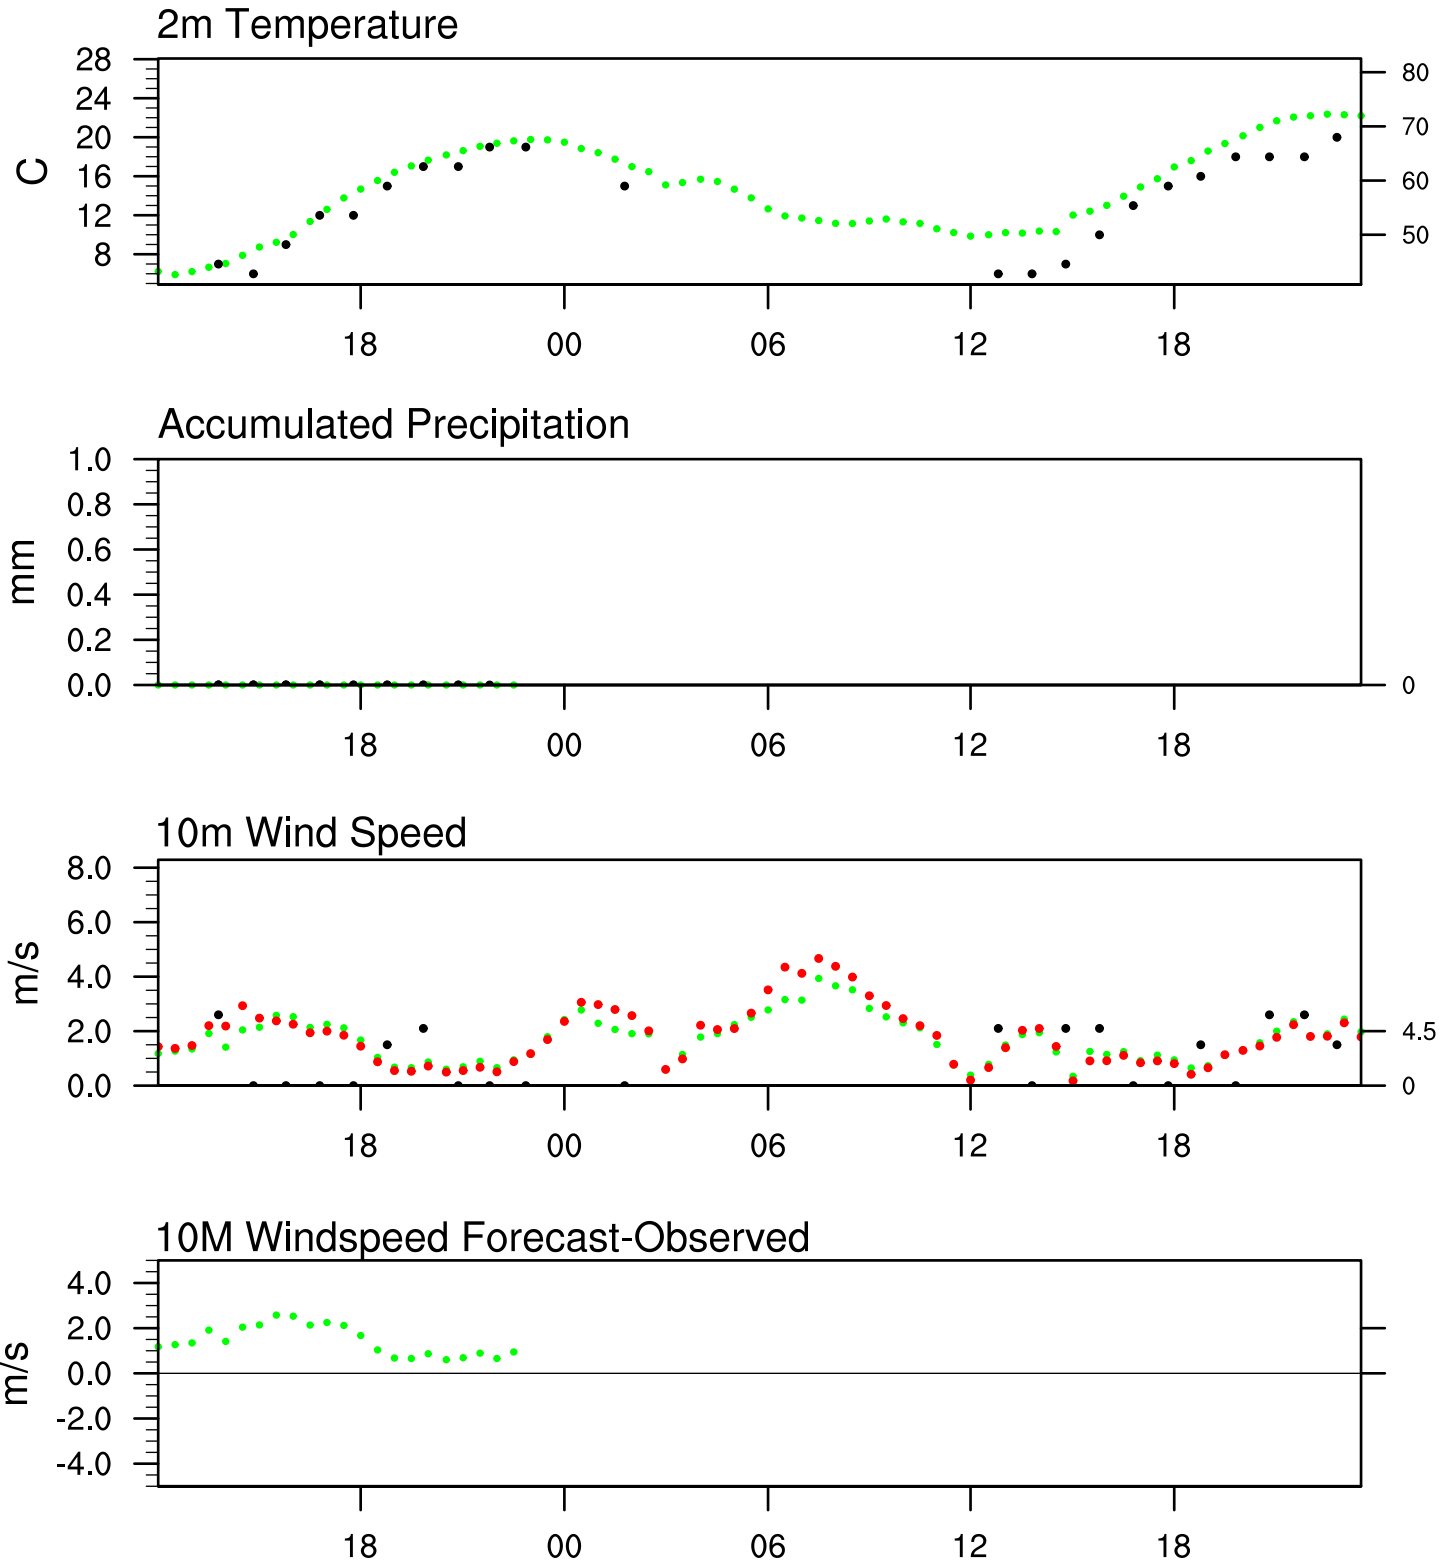 2m Temperature
28
24
20
16
12
8
C
80
70
60
50
18 00 06 12 18
Accumulated Precipitation
1.0
0.8
0.6
0.4
0.2
0.0
mm
0
18 00 06 12 18
10m Wind Speed
8.0
6.0
4.0
2.0
0.0
m/s
4.5
0
18 00 06 12 18
10M Windspeed Forecast-Observed
4.0
2.0
0.0
-2.0
-4.0
m/s
18 00 06 12 18